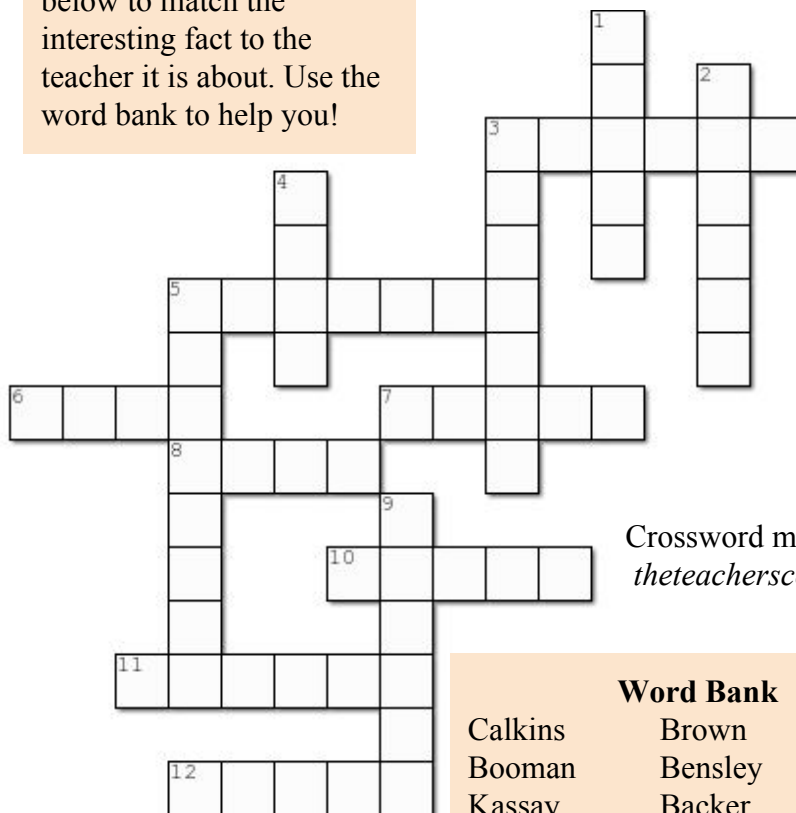 below to match the
interesting fact to the
teacher it is about. Use the
word bank to help you!
1
2
3
4
5
6
7
8
9
10
11
12
Crossword m
theteachersc
Word Bank
Calkins Brown
Booman Bensley
Kassay Backer